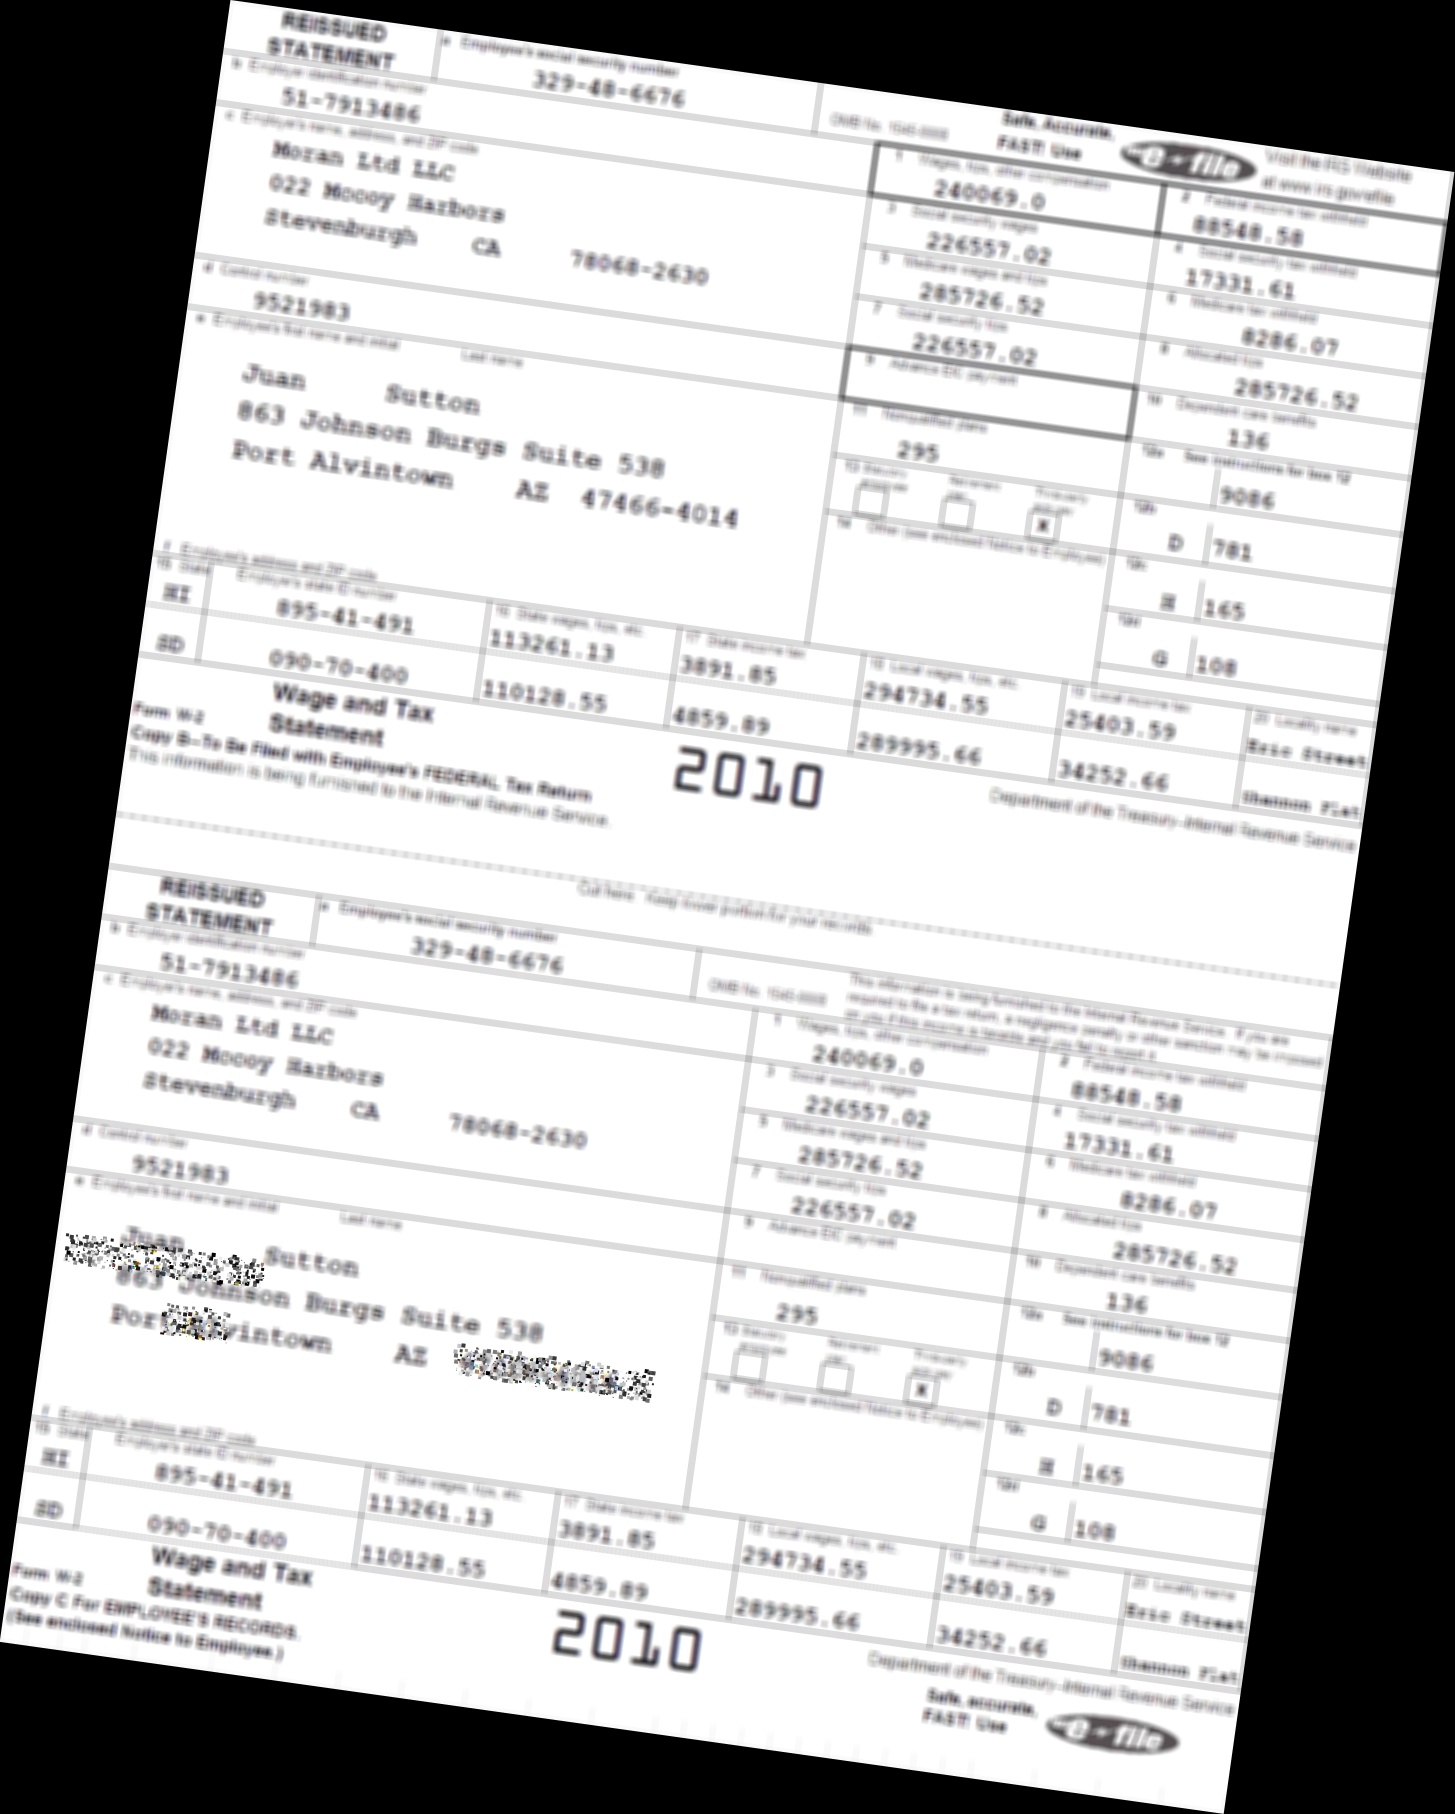 REISSUED
STATEMENT
a Employee's social security number
329-48-6676
OMB No. 1545-0008
Safe, Accurate,
FAST! Use
e-file
Visit the IRS Website
at www.irs.gov/efile.
b Employer identification number
51-7913486
c Employer's name, address, and ZIP code
Moran Ltd LLC
022 Mccoy Harbors
Stevenburgh CA 78068-2630
1 Wages, tips, other compensation
240069.0
2 Federal income tax withheld
88548.58
3 Social security wages
226557.02
4 Social security tax withheld
17331.61
5 Medicare wages and tips
285726.52
6 Medicare tax withheld
8286.07
d Control number
9521983
7 Social security tips
226557.02
8 Allocated tips
285726.52
e Employee's first name and initial Last name
Juan Sutton
863 Johnson Burgs Suite 538
Port Alvintown AZ 47466-4014
9 Advance EIC payment
10 Dependent care benefits
136
11 Nonqualified plans
295
12a See instructions for box 12
9086
12b
D 781
12c
H 165
12d
G 108
13
X
14 Other (see enclosed Notice to Employee)
f Employee's address and ZIP code
15 State Employer's state ID number
HI 895-41-491
SD 090-70-400
16 State wages, tips, etc.
113261.13
110128.55
17 State income tax
3891.85
4859.89
18 Local wages, tips, etc.
294734.55
289995.66
19 Local income tax
25403.59
34252.66
20 Locality name
Eric Street
Shannon Flat
Form W-2
Wage and Tax
Statement
2010
Copy B-To Be Filed with Employee's FEDERAL Tax Return
This information is being furnished to the Internal Revenue Service.
Department of the Treasury-Internal Revenue Service
Cut here. Keep lower portion for your records.
REISSUED
STATEMENT
a Employee's social security number
329-48-6676
OMB No. 1545-0008
This information is being furnished to the Internal Revenue Service. If you are
required to file a tax return, a negligence penalty or other sanction may be imposed
on you if this income is taxable and you fail to report it.
b Employer identification number
51-7913486
c Employer's name, address, and ZIP code
Moran Ltd LLC
022 Mccoy Harbors
Stevenburgh CA 78068-2630
1 Wages, tips, other compensation
240069.0
2 Federal income tax withheld
88548.58
3 Social security wages
226557.02
4 Social security tax withheld
17331.61
5 Medicare wages and tips
285726.52
6 Medicare tax withheld
8286.07
d Control number
9521983
7 Social security tips
226557.02
8 Allocated tips
285726.52
e Employee's first name and initial Last name
Juan Sutton
863 Johnson Burgs Suite 538
AZ
9 Advance EIC payment
10 Dependent care benefits
136
11 Nonqualified plans
295
12a See instructions for box 12
9086
12b
D 781
12c
H 165
12d
G 108
13
X
14 Other (see enclosed Notice to Employee)
f Employee's address and ZIP code
15 State Employer's state ID number
HI 895-41-491
SD 090-70-400
16 State wages, tips, etc.
113261.13
110128.55
17 State income tax
3891.85
4859.89
18 Local wages, tips, etc.
294734.55
289995.66
19 Local income tax
25403.59
34252.66
20 Locality name
Eric Street
Shannon Flat
Form W-2
Wage and Tax
Statement
2010
Copy C For EMPLOYEE'S RECORDS.
(See enclosed Notice to Employee.)
Department of the Treasury-Internal Revenue Service
Safe, accurate,
FAST! Use
e-file